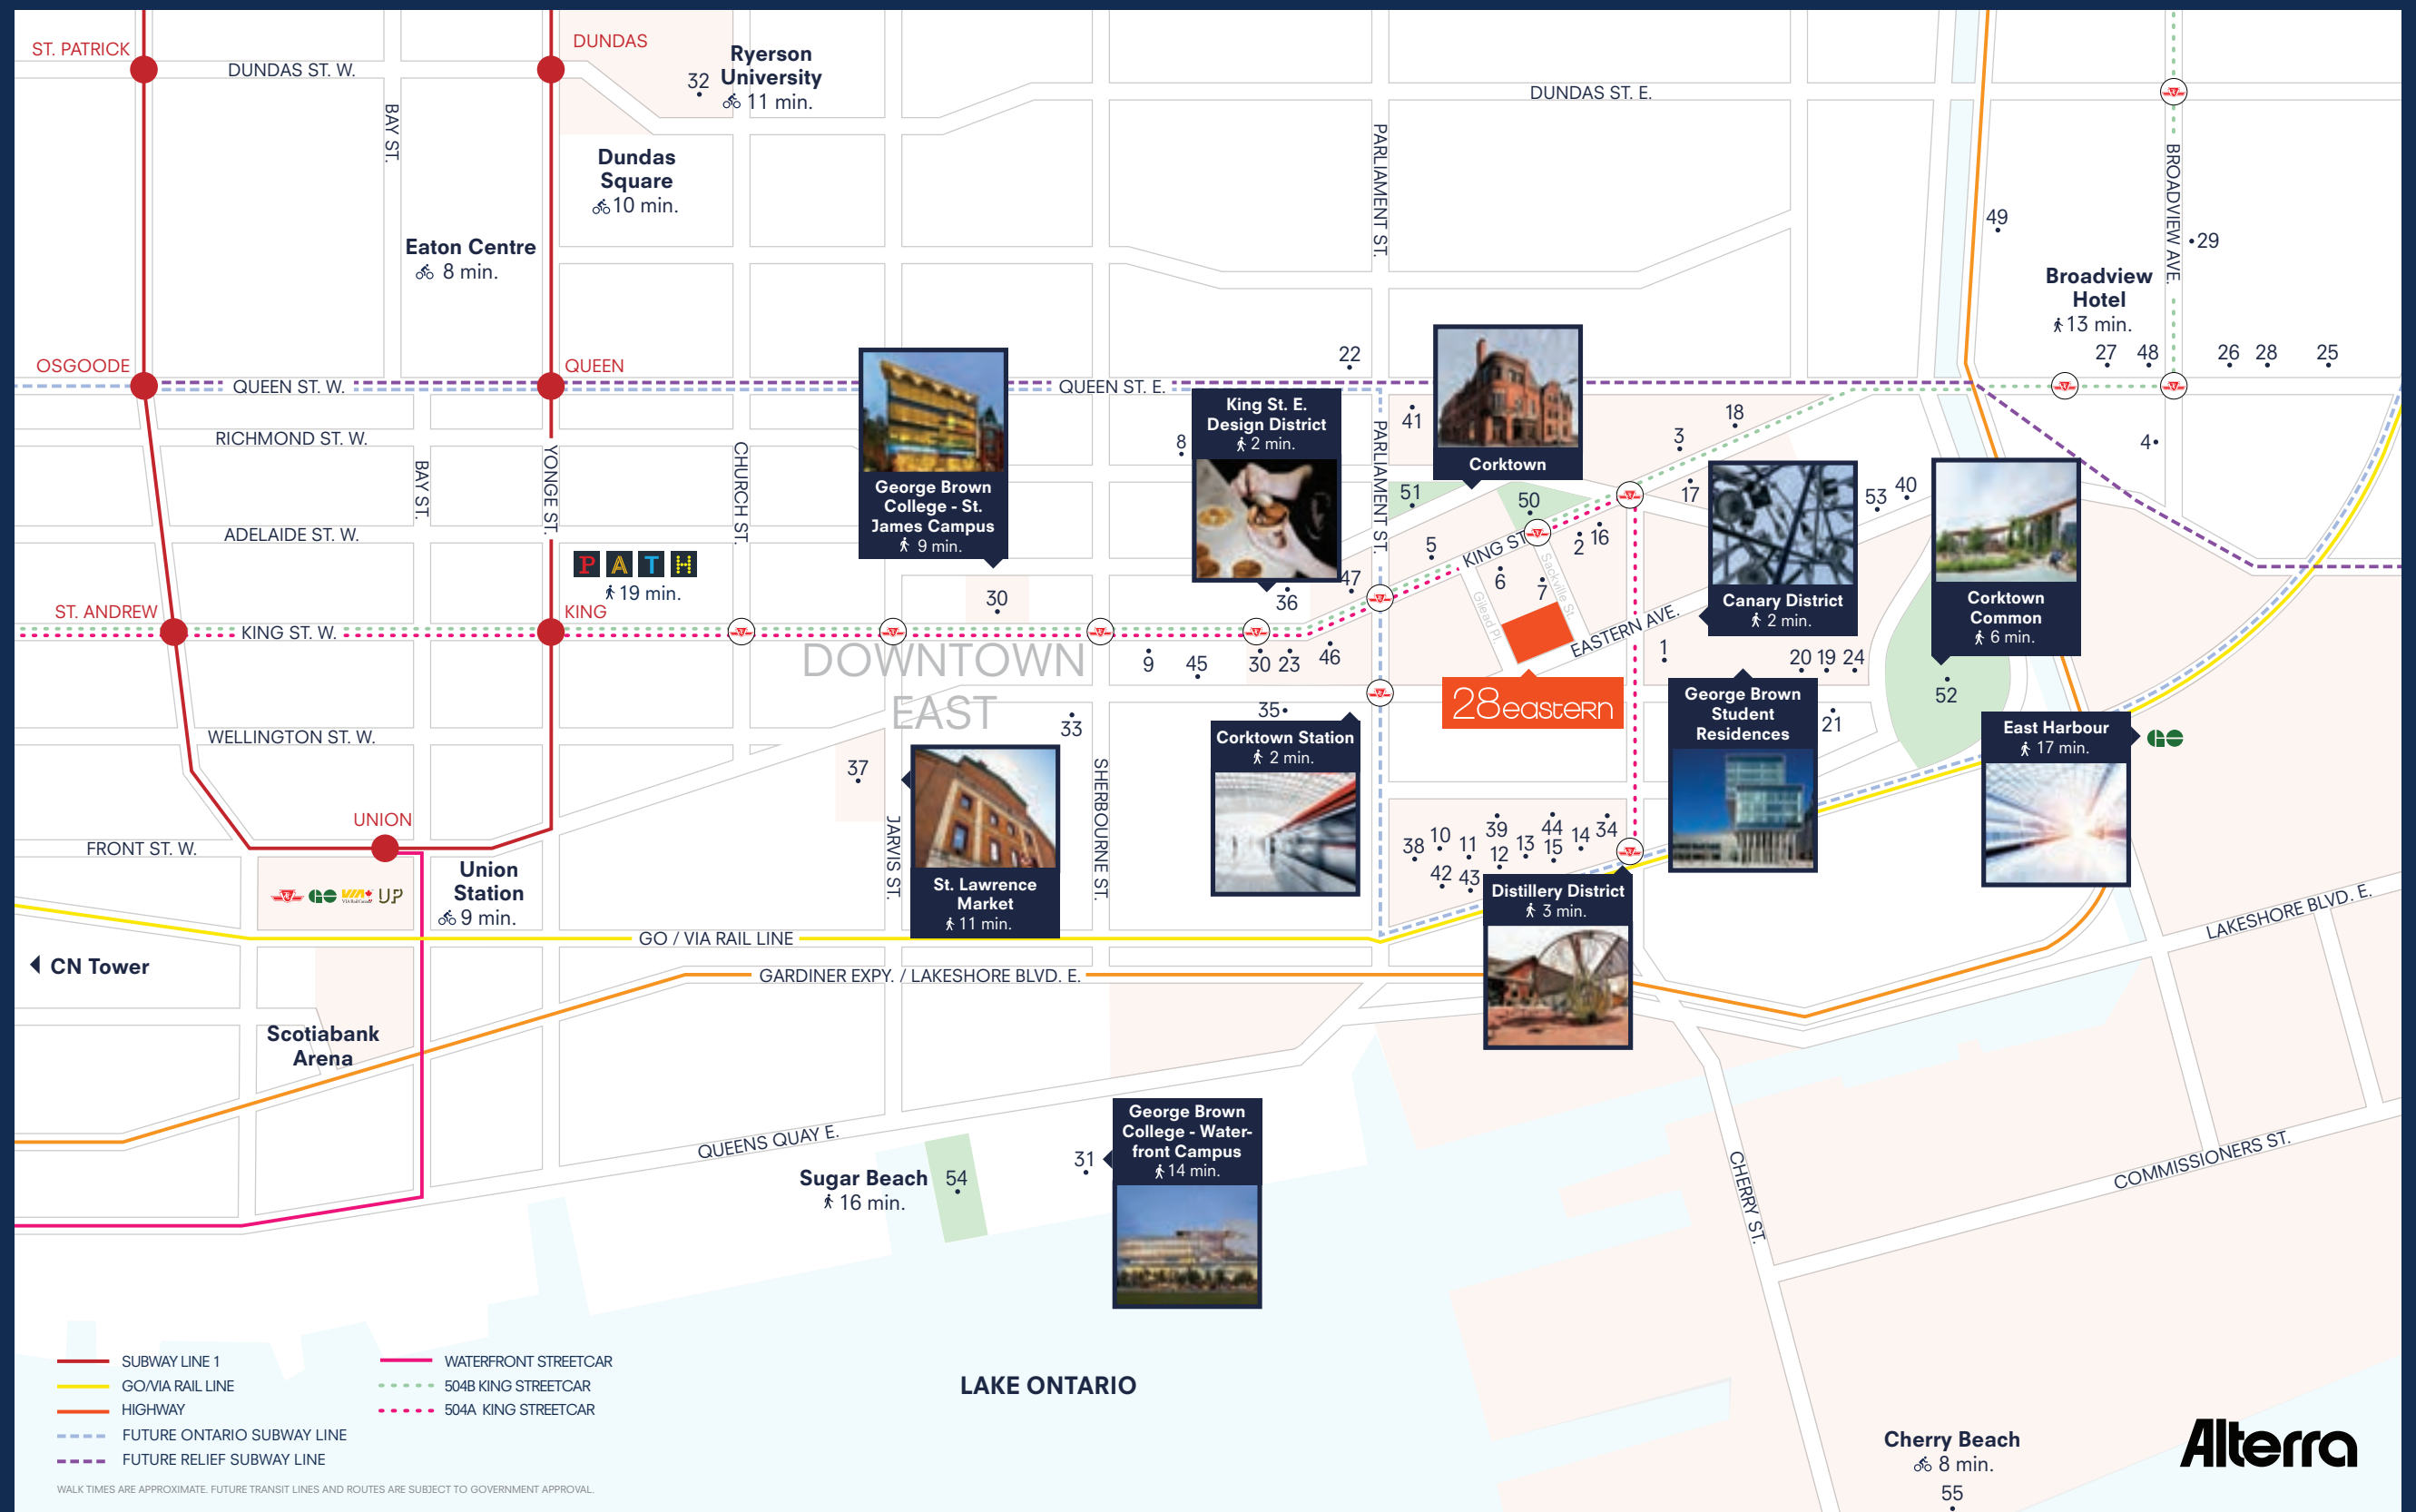 ST. PATRICK
DUNDAS
Ryerson
University
11 min.
32
DUNDAS ST. W.
DUNDAS ST. E.
BAY ST.
PARLIAMENT ST.
BROADVIEW AVE.
Dundas
Square
10 min.
Eaton Centre
8 min.
49
29
Broadview
Hotel
13 min.
27
48
26
28
25
OSGOODE
QUEEN
22
QUEEN ST. W.
QUEEN ST. E.
RICHMOND ST. W.
BAY ST.
YONGE ST.
CHURCH ST.
ADELAIDE ST. W.
George Brown
College - St.
James Campus
9 min.
King St. E.
Design District
2 min.
8
41
Corktown
PARLIAMENT ST.
3
18
4
51
50
17
53
40
5
KING ST.
2
16
6
7
Sackville St.
Gilead Pl.
Canary District
2 min.
Corktown
Common
6 min.
PATH
19 min.
30
36
47
ST. ANDREW
KING
KING ST. W.
DOWNTOWN
EAST
9
45
30
23
46
EASTERN AVE.
1
20
19
24
52
28eastern
35
33
Corktown Station
2 min.
George Brown
Student
Residences
21
East Harbour
17 min.
GO
WELLINGTON ST. W.
37
SHERBOURNE ST.
JARVIS ST.
St. Lawrence
Market
11 min.
UNION
FRONT ST. W.
Union
Station
9 min.
GO VIA UP
38
10
11
39
12
13
44
15
14
34
42
43
Distillery District
3 min.
LAKESHORE BLVD. E.
GO / VIA RAIL LINE
CN Tower
GARDINER EXPY. / LAKESHORE BLVD. E.
Scotiabank
Arena
QUEENS QUAY E.
Sugar Beach
16 min.
54
31
George Brown
College - Water-
front Campus
14 min.
CHERRY ST.
COMMISSIONERS ST.
LAKE ONTARIO
SUBWAY LINE 1
GO/VIA RAIL LINE
HIGHWAY
FUTURE ONTARIO SUBWAY LINE
FUTURE RELIEF SUBWAY LINE
WATERFRONT STREETCAR
504B KING STREETCAR
504A KING STREETCAR
WALK TIMES ARE APPROXIMATE. FUTURE TRANSIT LINES AND ROUTES ARE SUBJECT TO GOVERNMENT APPROVAL.
Cherry Beach
8 min.
55
Alterra